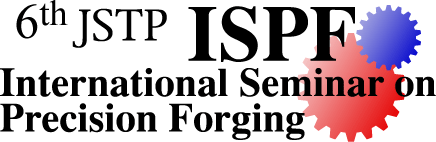 6th JSTP ISPF
International Seminar on
Precision Forging